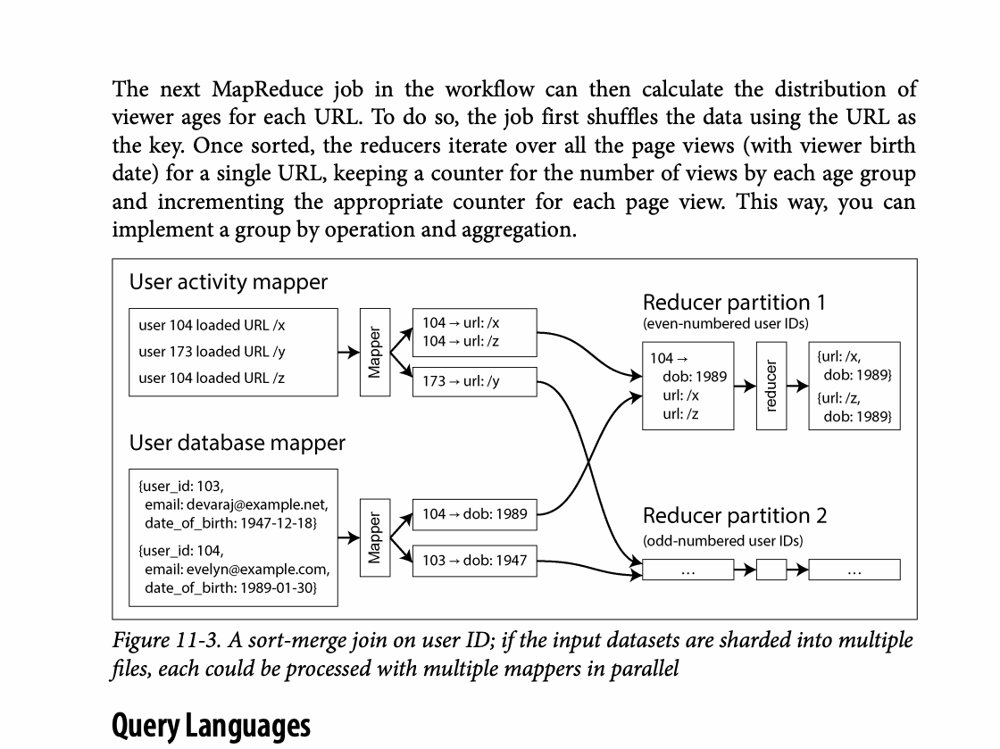 The next MapReduce job in the workflow can then calculate the distribution of
viewer ages for each URL. To do so, the job first shuffles the data using the URL as
the key. Once sorted, the reducers iterate over all the page views (with viewer birth
date) for a single URL, keeping a counter for the number of views by each age group
and incrementing the appropriate counter for each page view. This way, you can
implement a group by operation and aggregation.
User activity mapper
user 104 loaded URL /x
user 173 loaded URL /y
user 104 loaded URL /z
Mapper
104 → url: /x
104 → url: /z
173 → url: /y
Reducer partition 1
(even-numbered user IDs)
104 →
dob: 1989
url: /x
url: /z
reducer
{url: /x,
dob: 1989}
{url: /z,
dob: 1989}
User database mapper
{user_id: 103,
email: devaraj@example.net,
date_of_birth: 1947-12-18}
{user_id: 104,
email: evelyn@example.com,
date_of_birth: 1989-01-30}
Mapper
104 → dob: 1989
103 → dob: 1947
Reducer partition 2
(odd-numbered user IDs)
...
...
Figure 11-3. A sort-merge join on user ID; if the input datasets are sharded into multiple
files, each could be processed with multiple mappers in parallel
Query Languages